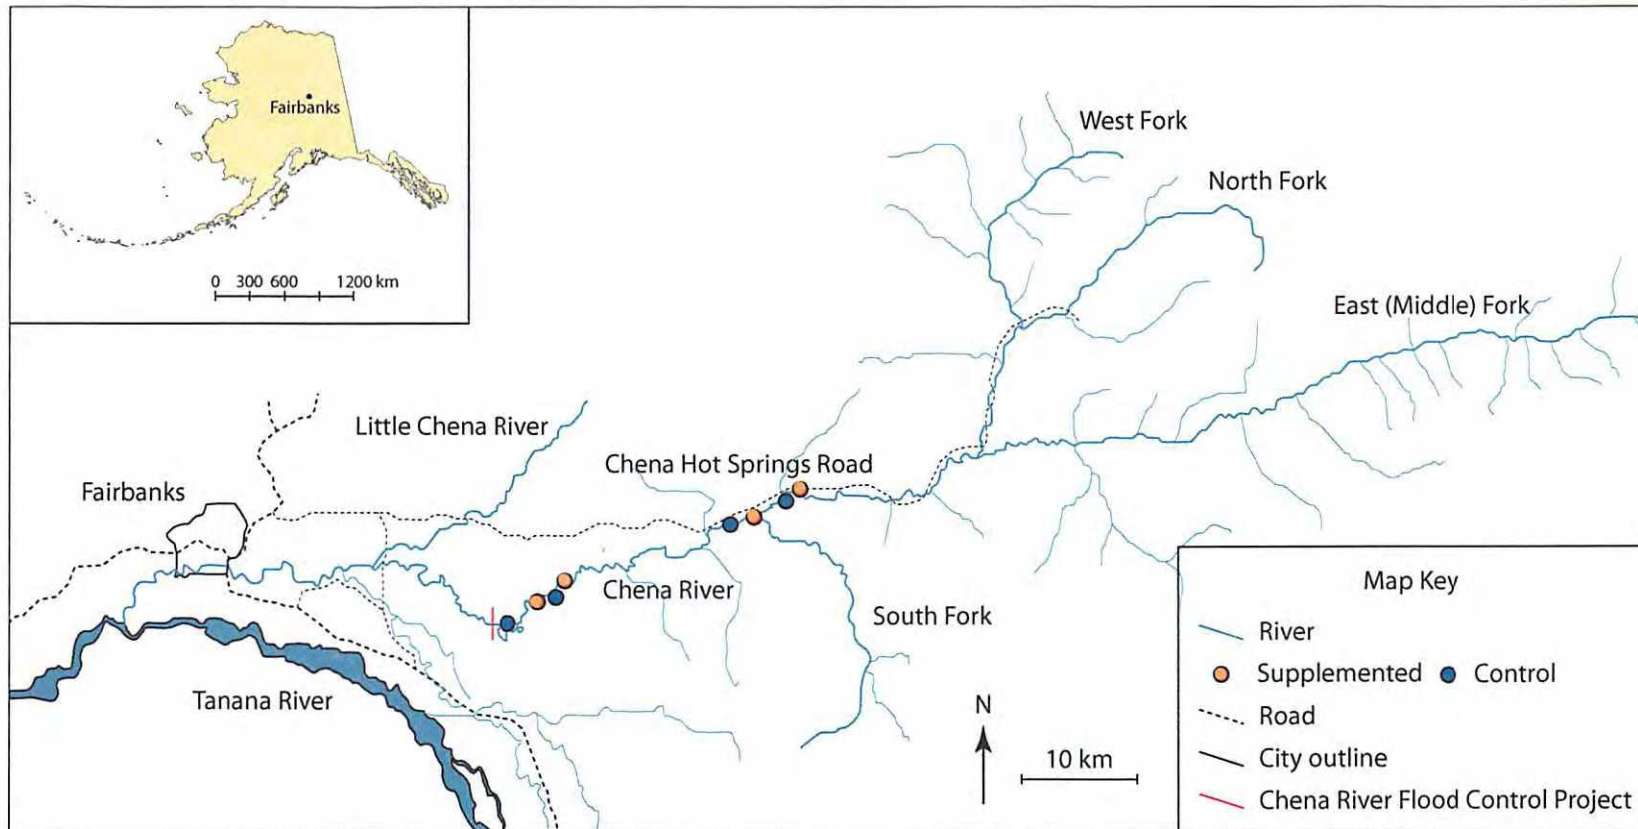 Fairbanks
0 300 600 1200 km
West Fork
North Fork
East (Middle) Fork
Little Chena River
Chena Hot Springs Road
Fairbanks
Chena River
South Fork
Tanana River
N
10 km
Map Key
River
Supplemented Control
Road
City outline
Chena River Flood Control Project